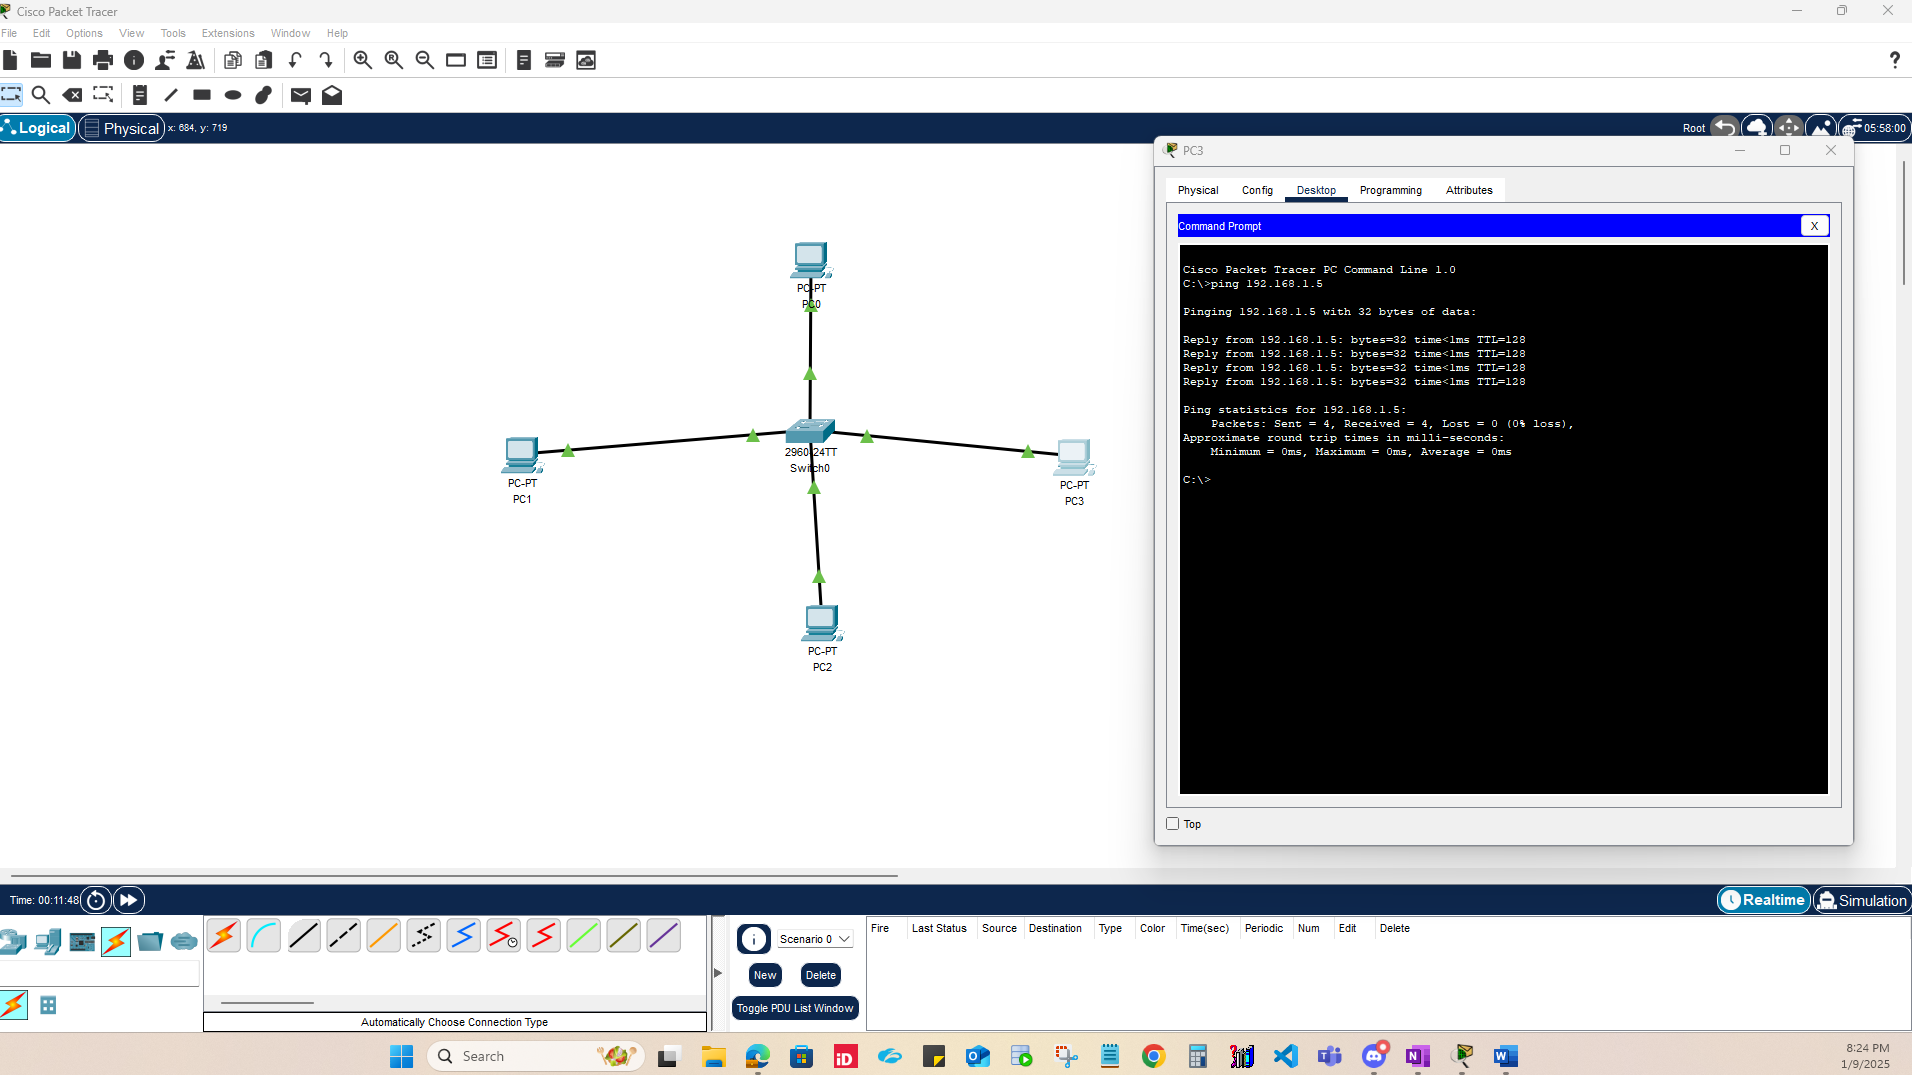 Cisco Packet Tracer
File Edit Options View Tools Extensions Window Help
?
Logical Physical x: 684, y: 719
Root 05:58:00
PC3
Physical Config Desktop Programming Attributes
Command Prompt X
Cisco Packet Tracer PC Command Line 1.0
C:\>ping 192.168.1.5
Pinging 192.168.1.5 with 32 bytes of data:
Reply from 192.168.1.5: bytes=32 time<1ms TTL=128
Reply from 192.168.1.5: bytes=32 time<1ms TTL=128
Reply from 192.168.1.5: bytes=32 time<1ms TTL=128
Reply from 192.168.1.5: bytes=32 time<1ms TTL=128
Ping statistics for 192.168.1.5:
Packets: Sent = 4, Received = 4, Lost = 0 (0% loss),
Approximate round trip times in milli-seconds:
Minimum = 0ms, Maximum = 0ms, Average = 0ms
C:\>
Top
PC-PT
PC0
2960-24TT
Switch0
PC-PT
PC1
PC-PT
PC3
PC-PT
PC2
Time: 00:11:48
Realtime Simulation
Scenario 0
New Delete
Toggle PDU List Window
Fire Last Status Source Destination Type Color Time(sec) Periodic Num Edit Delete
Automatically Choose Connection Type
Search
8:24 PM
1/9/2025